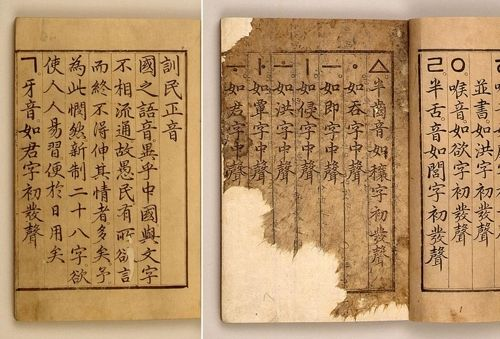 訓民正音
國之語音異乎中國與文字
不相流通故愚民有所欲言
而終不得伸其情者多矣予
為此憫然新制二十八字欲
使人人易習便於日用矣
ㄱ牙音如君字初發聲
並書如洪字初發聲
ㅇ喉音如欲字初發聲
ㄹ半舌音如閭字初發聲
ㅿ半齒音如穰字初發聲
ㆍ如呑字中聲
ㅡ如即字中聲
ㅣ如侵字中聲
ㅗ如洪字中聲
ㅏ如覃字中聲
ㅜ如君字中聲